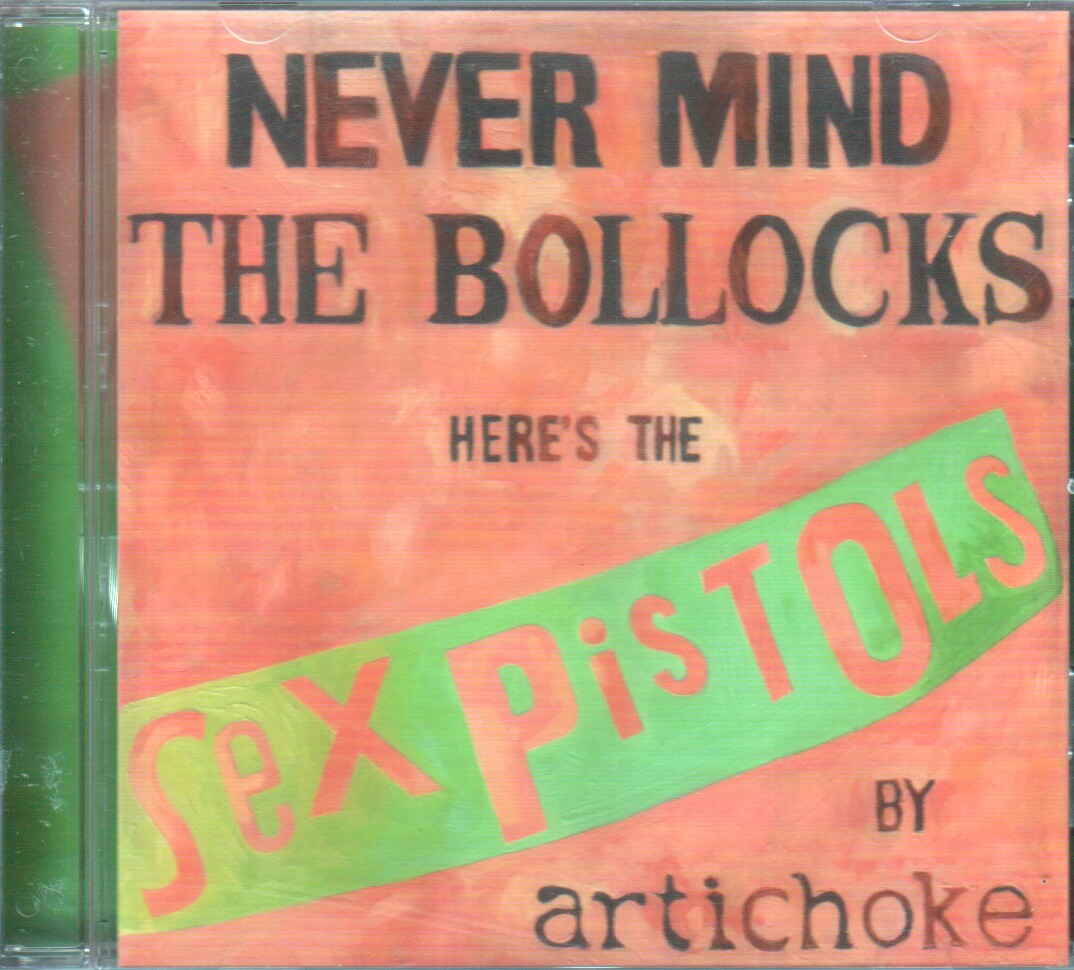 NEVER MIND
THE BOLLOCKS
HERE'S THE
SeX PiSTOLS
BY
artichoke